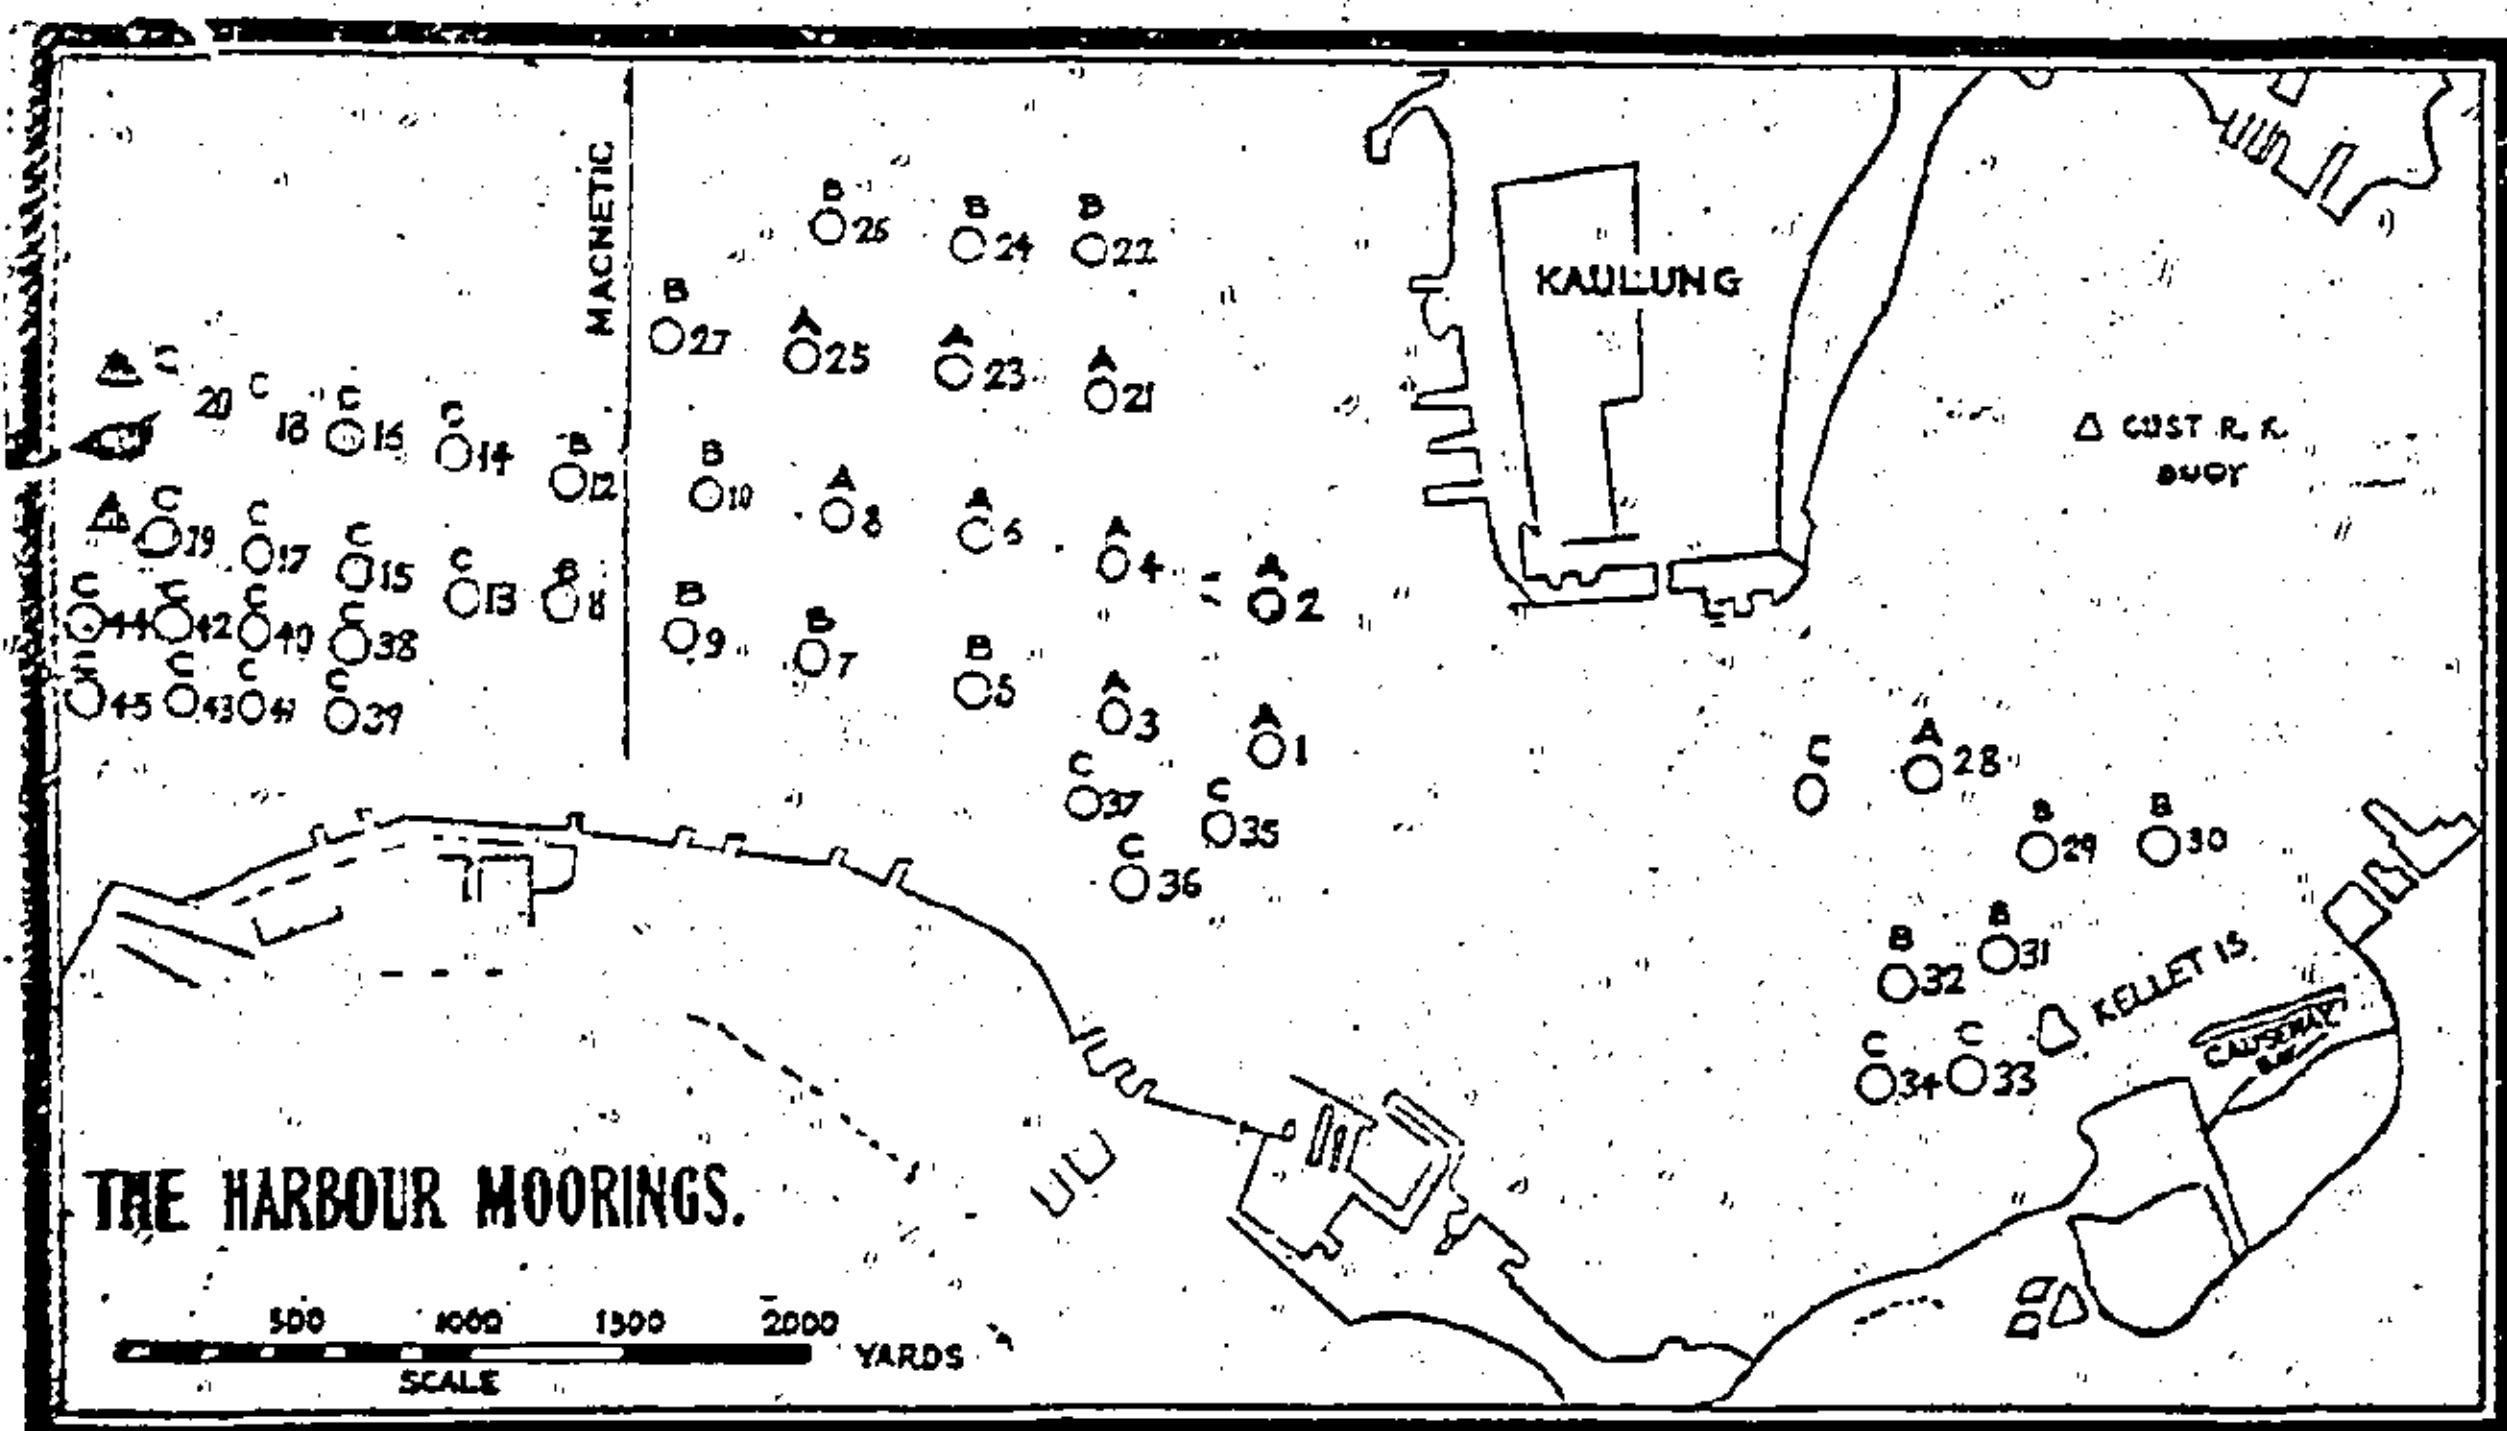 MAGNETIC
B B B
26 24 22
KAULUNG
B A A A
27 25 23 21
C C C C B
20 18 16 14 12
B A A A A
10 8 6 4 2
CUST. R. K.
BUOY
C C C C B
19 17 15 13 11
B B B A A
9 7 5 3 1
C C C C
44 42 40 38
C C C C
45 43 41 39
C C C
37 35 36
C A
28
B B
29 30
B B
32 31
KELLET IS.
C C
34 33
CAUSEWAY
BAY
THE HARBOUR MOORINGS.
500 1000 1500 2000
YARDS
SCALE